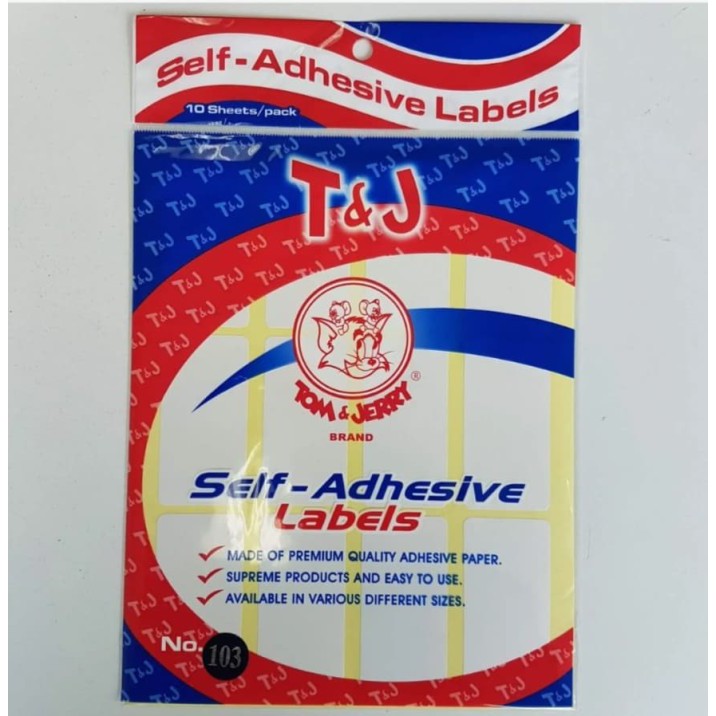 Self-Adhesive Labels
10 Sheets/pack
T&J
TOM & JERRY ®
BRAND
Self-Adhesive
Labels
MADE OF PREMIUM QUALITY ADHESIVE PAPER.
SUPREME PRODUCTS AND EASY TO USE.
AVAILABLE IN VARIOUS DIFFERENT SIZES.
No. 103